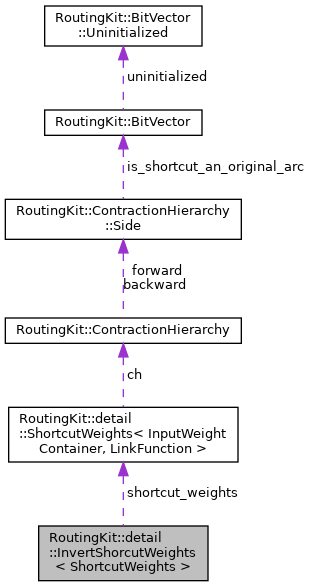 RoutingKit::BitVector
::Uninitialized
uninitialized
RoutingKit::BitVector
is_shortcut_an_original_arc
RoutingKit::ContractionHierarchy
::Side
forward
backward
RoutingKit::ContractionHierarchy
ch
RoutingKit::detail
::ShortcutWeights< InputWeight
Container, LinkFunction >
shortcut_weights
RoutingKit::detail
::InvertShorcutWeights
< ShortcutWeights >